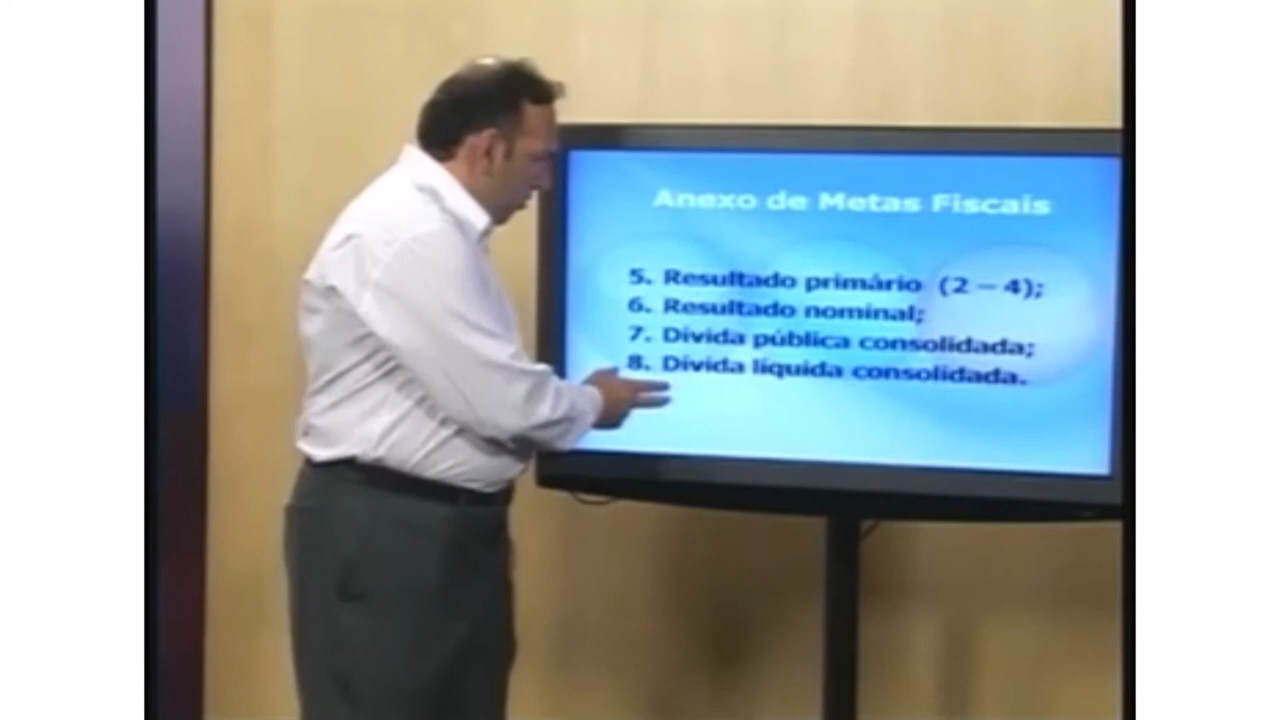 Anexo de Metas Fiscais
5. Resultado primário (2 – 4);
6. Resultado nominal;
7. Dívida pública consolidada;
8. Dívida líquida consolidada.